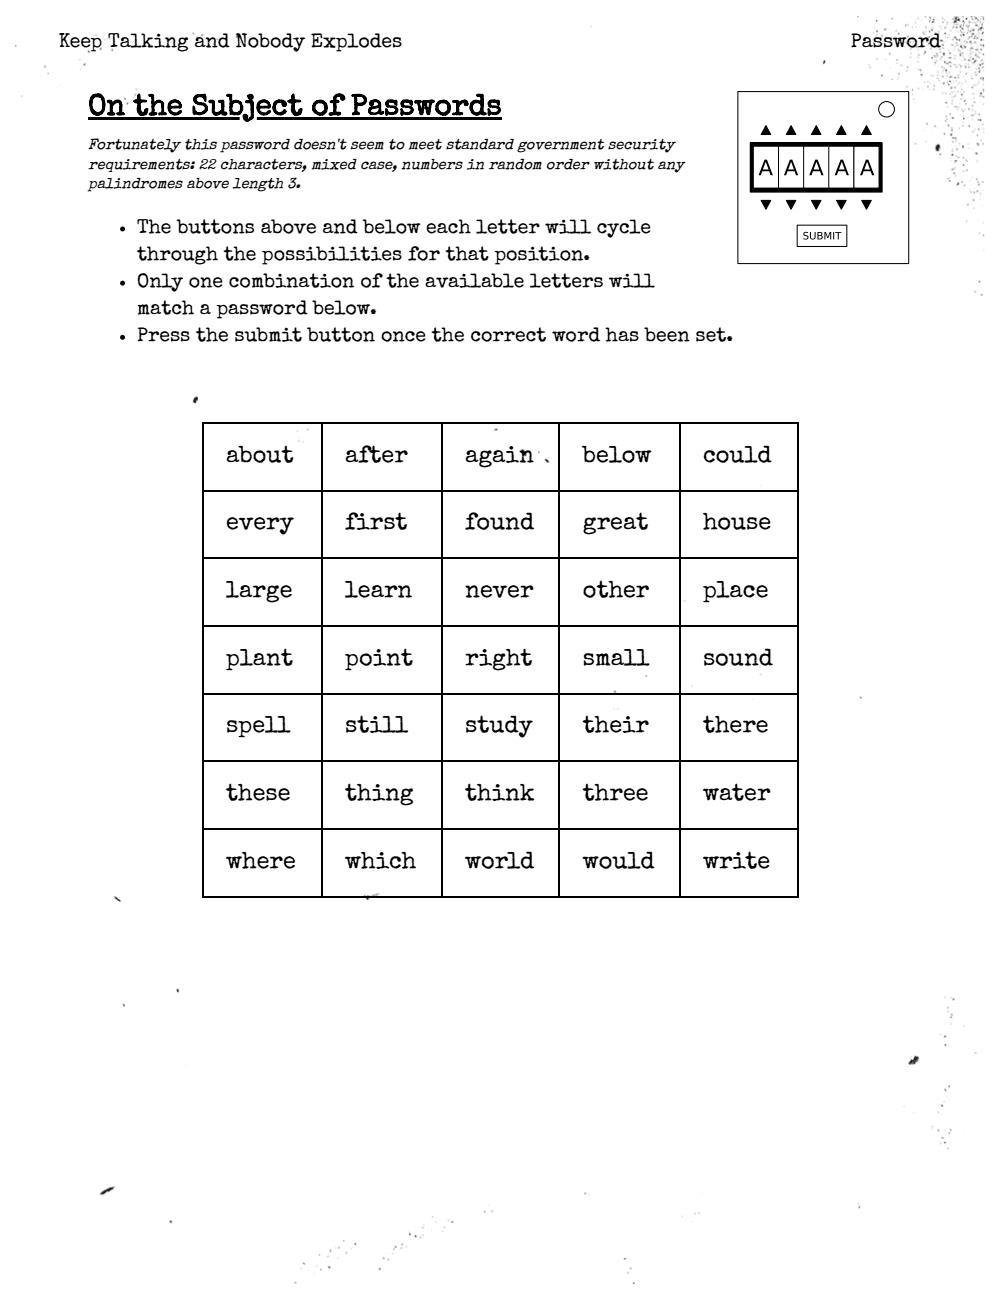 Keep Talking and Nobody Explodes
Password
On the Subject of Passwords
Fortunately this password doesn't seem to meet standard government security
requirements: 22 characters, mixed case, numbers in random order without any
palindromes above length 3.
A A A A A
SUBMIT
• The buttons above and below each letter will cycle
through the possibilities for that position.
• Only one combination of the available letters will
match a password below.
• Press the submit button once the correct word has been set.
about after again below could
every first found great house
large learn never other place
plant point right small sound
spell still study their there
these thing think three water
where which world would write